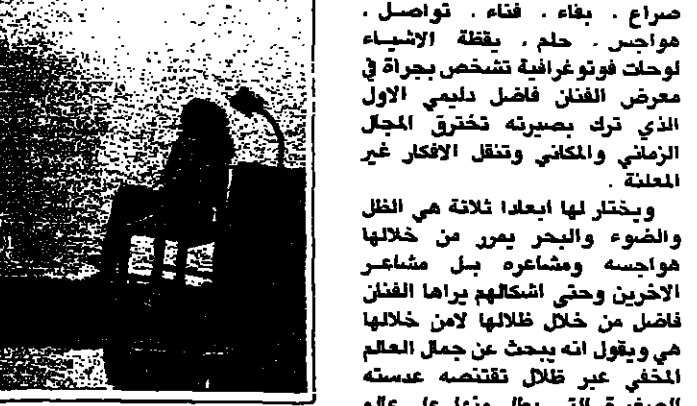 صراع . بقاء . فناء . تواصل .
هواجس . حلم . يقظة الاشياء
لوحات فوتوغرافية تشخص بجرأة في
معرض الفنان فاضل دليمي الاول
الذي ترك بصيرته تخترق المجال
الزماني والمكاني وتنقل الافكار غير
المعلنة .
ويختار لها ابعادا ثلاثة هي الظل
والضوء والبحر يمرر من خلالها
هواجسه ومشاعره بل مشاعر
الاخرين وحتى اشكالهم يراها الفنان
فاضل من خلال ظلالها لامن خلالها
هي ويقول انه يبحث عن جمال العالم
المخفي عبر ظلال تقتنصه عدسته